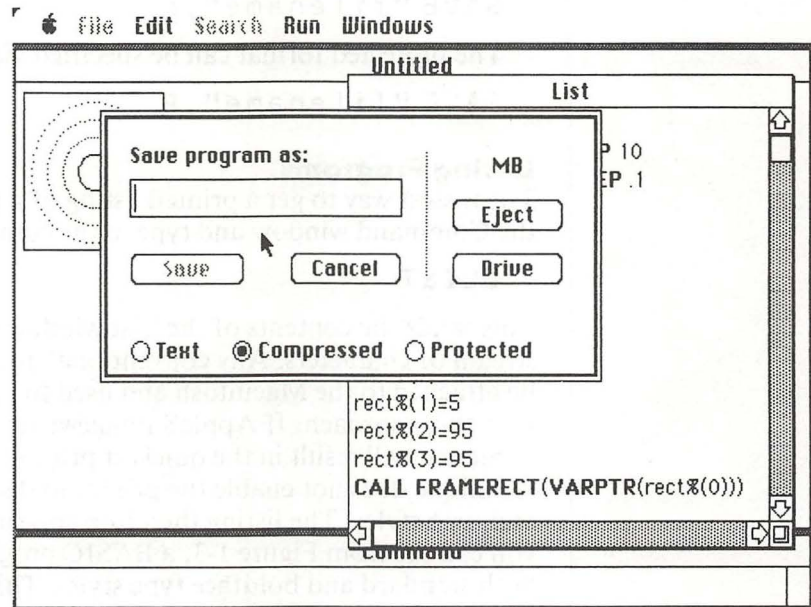 File Edit Search Run Windows
Untitled
List
P 10
EP .1
Save program as:
MB
Eject
Save
Cancel
Drive
Text
Compressed
Protected
rect%(1)=5
rect%(2)=95
rect%(3)=95
CALL FRAMERECT(VARPTR(rect%(0)))
Command